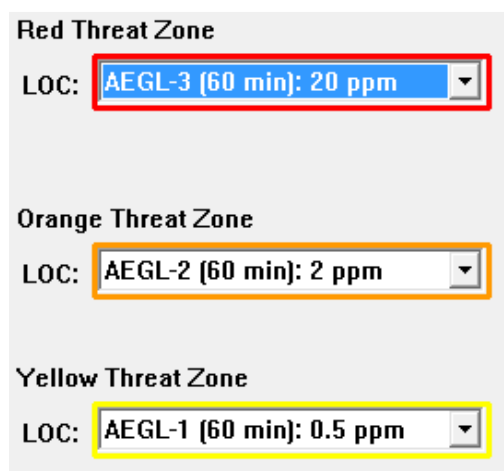 Red Threat Zone
LOC: AEGL-3 (60 min): 20 ppm
Orange Threat Zone
LOC: AEGL-2 (60 min): 2 ppm
Yellow Threat Zone
LOC: AEGL-1 (60 min): 0.5 ppm